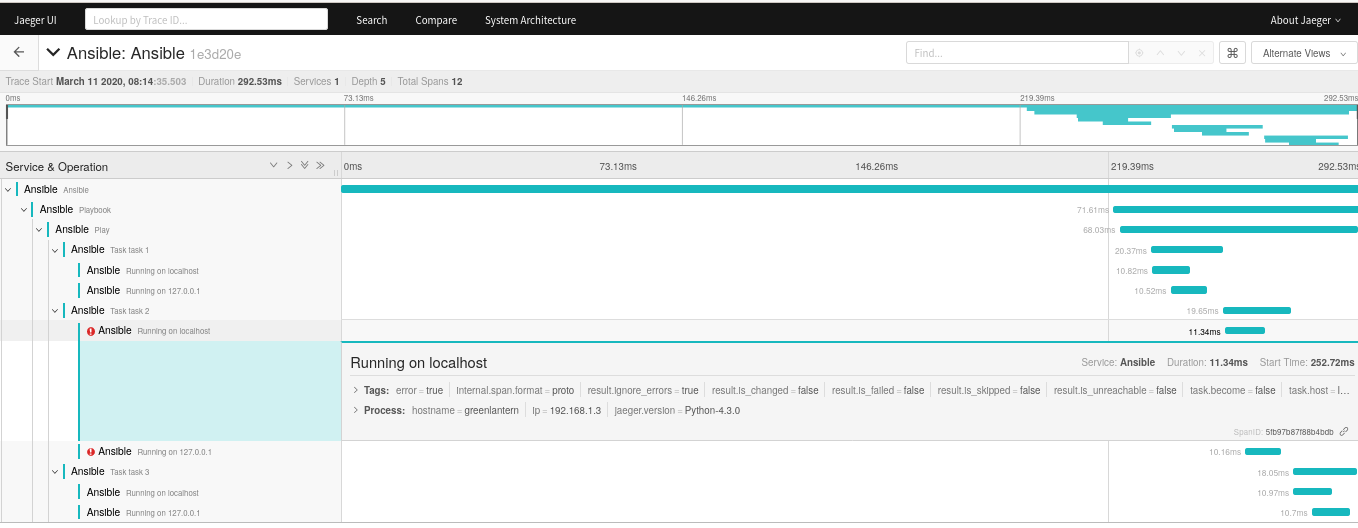 Jaeger UI Lookup by Trace ID... Search Compare System Architecture About Jaeger
Ansible: Ansible 1e3d20e Find... ⌘ Alternate Views
Trace Start March 11 2020, 08:14:35.503 Duration 292.53ms Services 1 Depth 5 Total Spans 12
0ms 73.13ms 146.26ms 219.39ms 292.53ms
Service & Operation 0ms 73.13ms 146.26ms 219.39ms 292.53ms
Ansible Ansible
Ansible Playbook 71.61ms
Ansible Play 68.03ms
Ansible Task task 1 20.37ms
Ansible Running on localhost 10.82ms
Ansible Running on 127.0.0.1 10.52ms
Ansible Task task 2 19.65ms
Ansible Running on localhost 11.34ms
Running on localhost Service: Ansible Duration: 11.34ms Start Time: 252.72ms
Tags: error = true internal.span.format = proto result.ignore_errors = true result.is_changed = false result.is_failed = false result.is_skipped = false result.is_unreachable = false task.become = false task.host = l...
Process: hostname = greenlantern ip = 192.168.1.3 jaeger.version = Python-4.3.0
SpanID: 5fb97b87f88b4bdb
Ansible Running on 127.0.0.1 10.16ms
Ansible Task task 3 18.05ms
Ansible Running on localhost 10.97ms
Ansible Running on 127.0.0.1 10.7ms